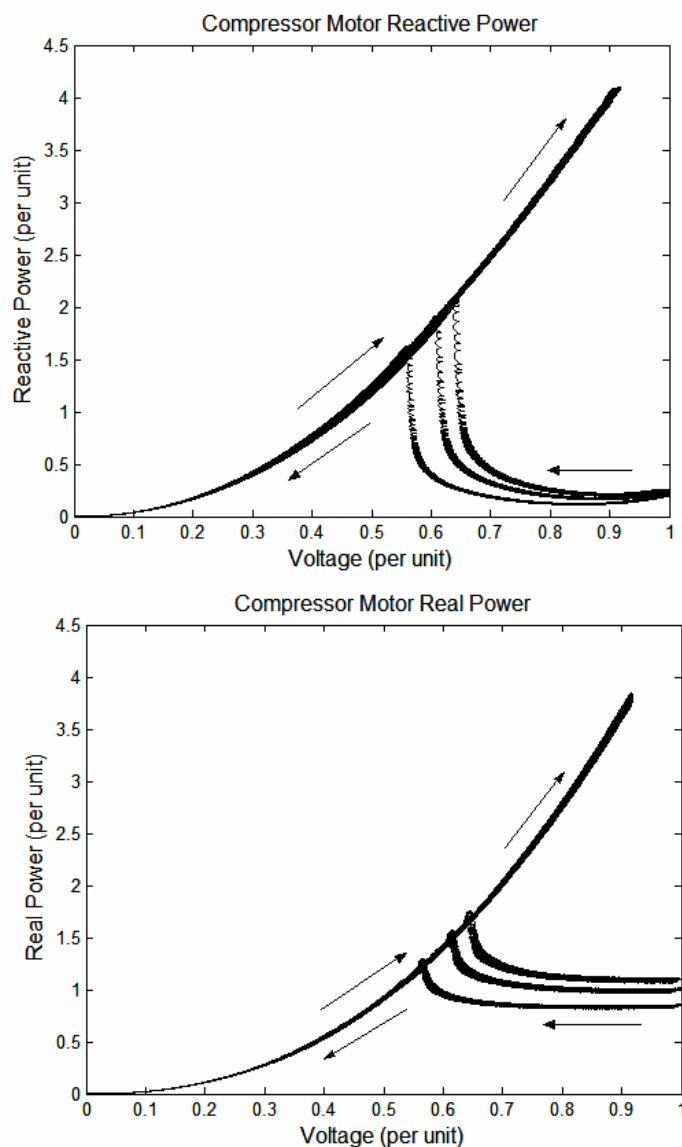 Compressor Motor Reactive Power
4.5
4
3.5
3
2.5
2
1.5
1
0.5
0
Reactive Power (per unit)
0 0.1 0.2 0.3 0.4 0.5 0.6 0.7 0.8 0.9 1
Voltage (per unit)
Compressor Motor Real Power
4.5
4
3.5
3
2.5
2
1.5
1
0.5
0
Real Power (per unit)
0 0.1 0.2 0.3 0.4 0.5 0.6 0.7 0.8 0.9 1
Voltage (per unit)